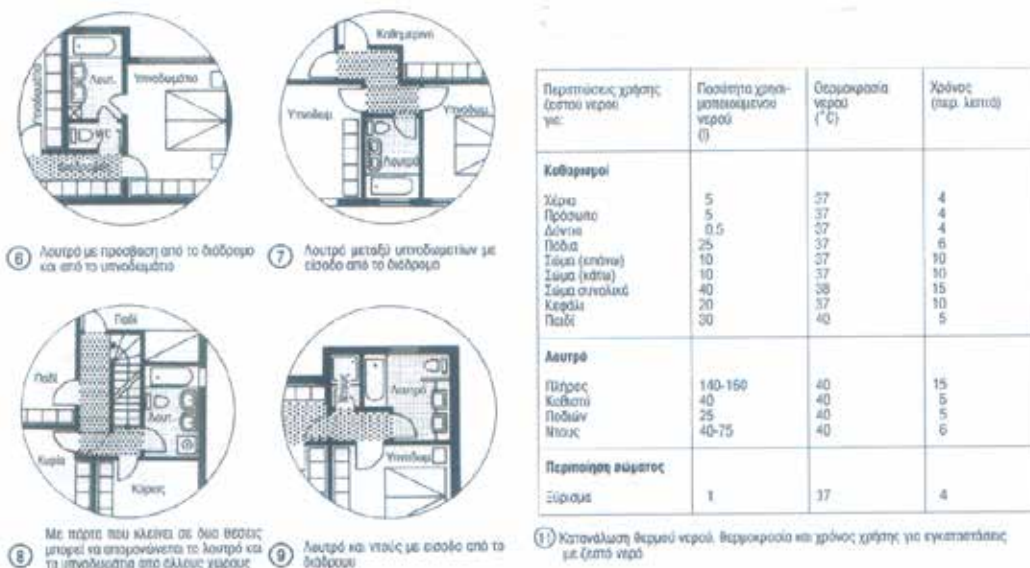 Λουτ.
Υπνοδωμάτιο
Υπνοδωμάτιο
WC
⑥ Λουτρό με πρόσβαση από το διάδρομο
και από το υπνοδωμάτιο
Καθημερινό
Υπνοδωμ.
Υπνοδωμ.
Λουτρό
⑦ Λουτρό μεταξύ υπνοδωματίων με
είσοδο από το διάδρομο
Παιδί
Παιδί
Λουτ.
Κυρία
Κύριος
⑧ Με πόρτα που κλείνει σε δυο θέσεις
μπορεί να απομονώνεται το λουτρό και
τα υπνοδωμάτια από άλλους χώρους
Ντους
Λουτρό
Υπνοδωμ.
⑨ Λουτρό και ντους με είσοδο από το
διάδρομο
Περιπτώσεις χρήσης ζεστού νερού για: Ποσότητα χρησι-μοποιούμενου νερού (l) Θερμοκρασία νερού (°C) Χρόνος (περ. λεπτά)
Καθαρισμοί
Χέρια 5 37 4
Πρόσωπο 5 37 4
Δόντια 0.5 37 4
Πόδια 25 37 6
Σώμα (επάνω) 10 37 10
Σώμα (κάτω) 10 37 10
Σώμα συνολικά 40 38 15
Κεφάλι 20 37 10
Παιδί 30 40 5
Λουτρό
Πλήρες 140-160 40 15
Καθιστό 40 40 5
Ποδιών 25 40 5
Ντους 40-75 40 6
Περιποίηση σώματος
Ξύρισμα 1 37 4
⑪ Κατανάλωση θερμού νερού, θερμοκρασία και χρόνος χρήσης για εγκαταστάσεις
με ζεστό νερό